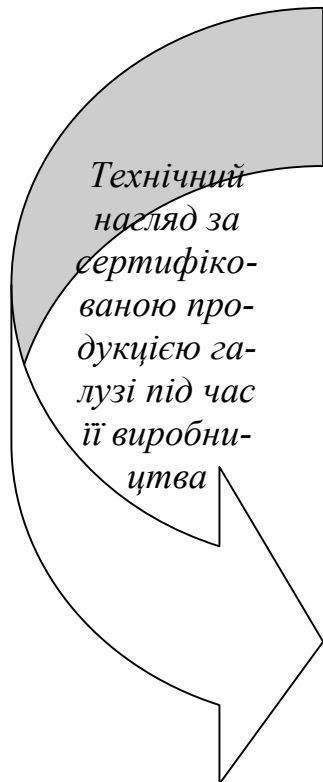 Технічний
нагляд за
сертифіко-
ваною про-
дукцією га-
лузі під час
її виробни-
цтва